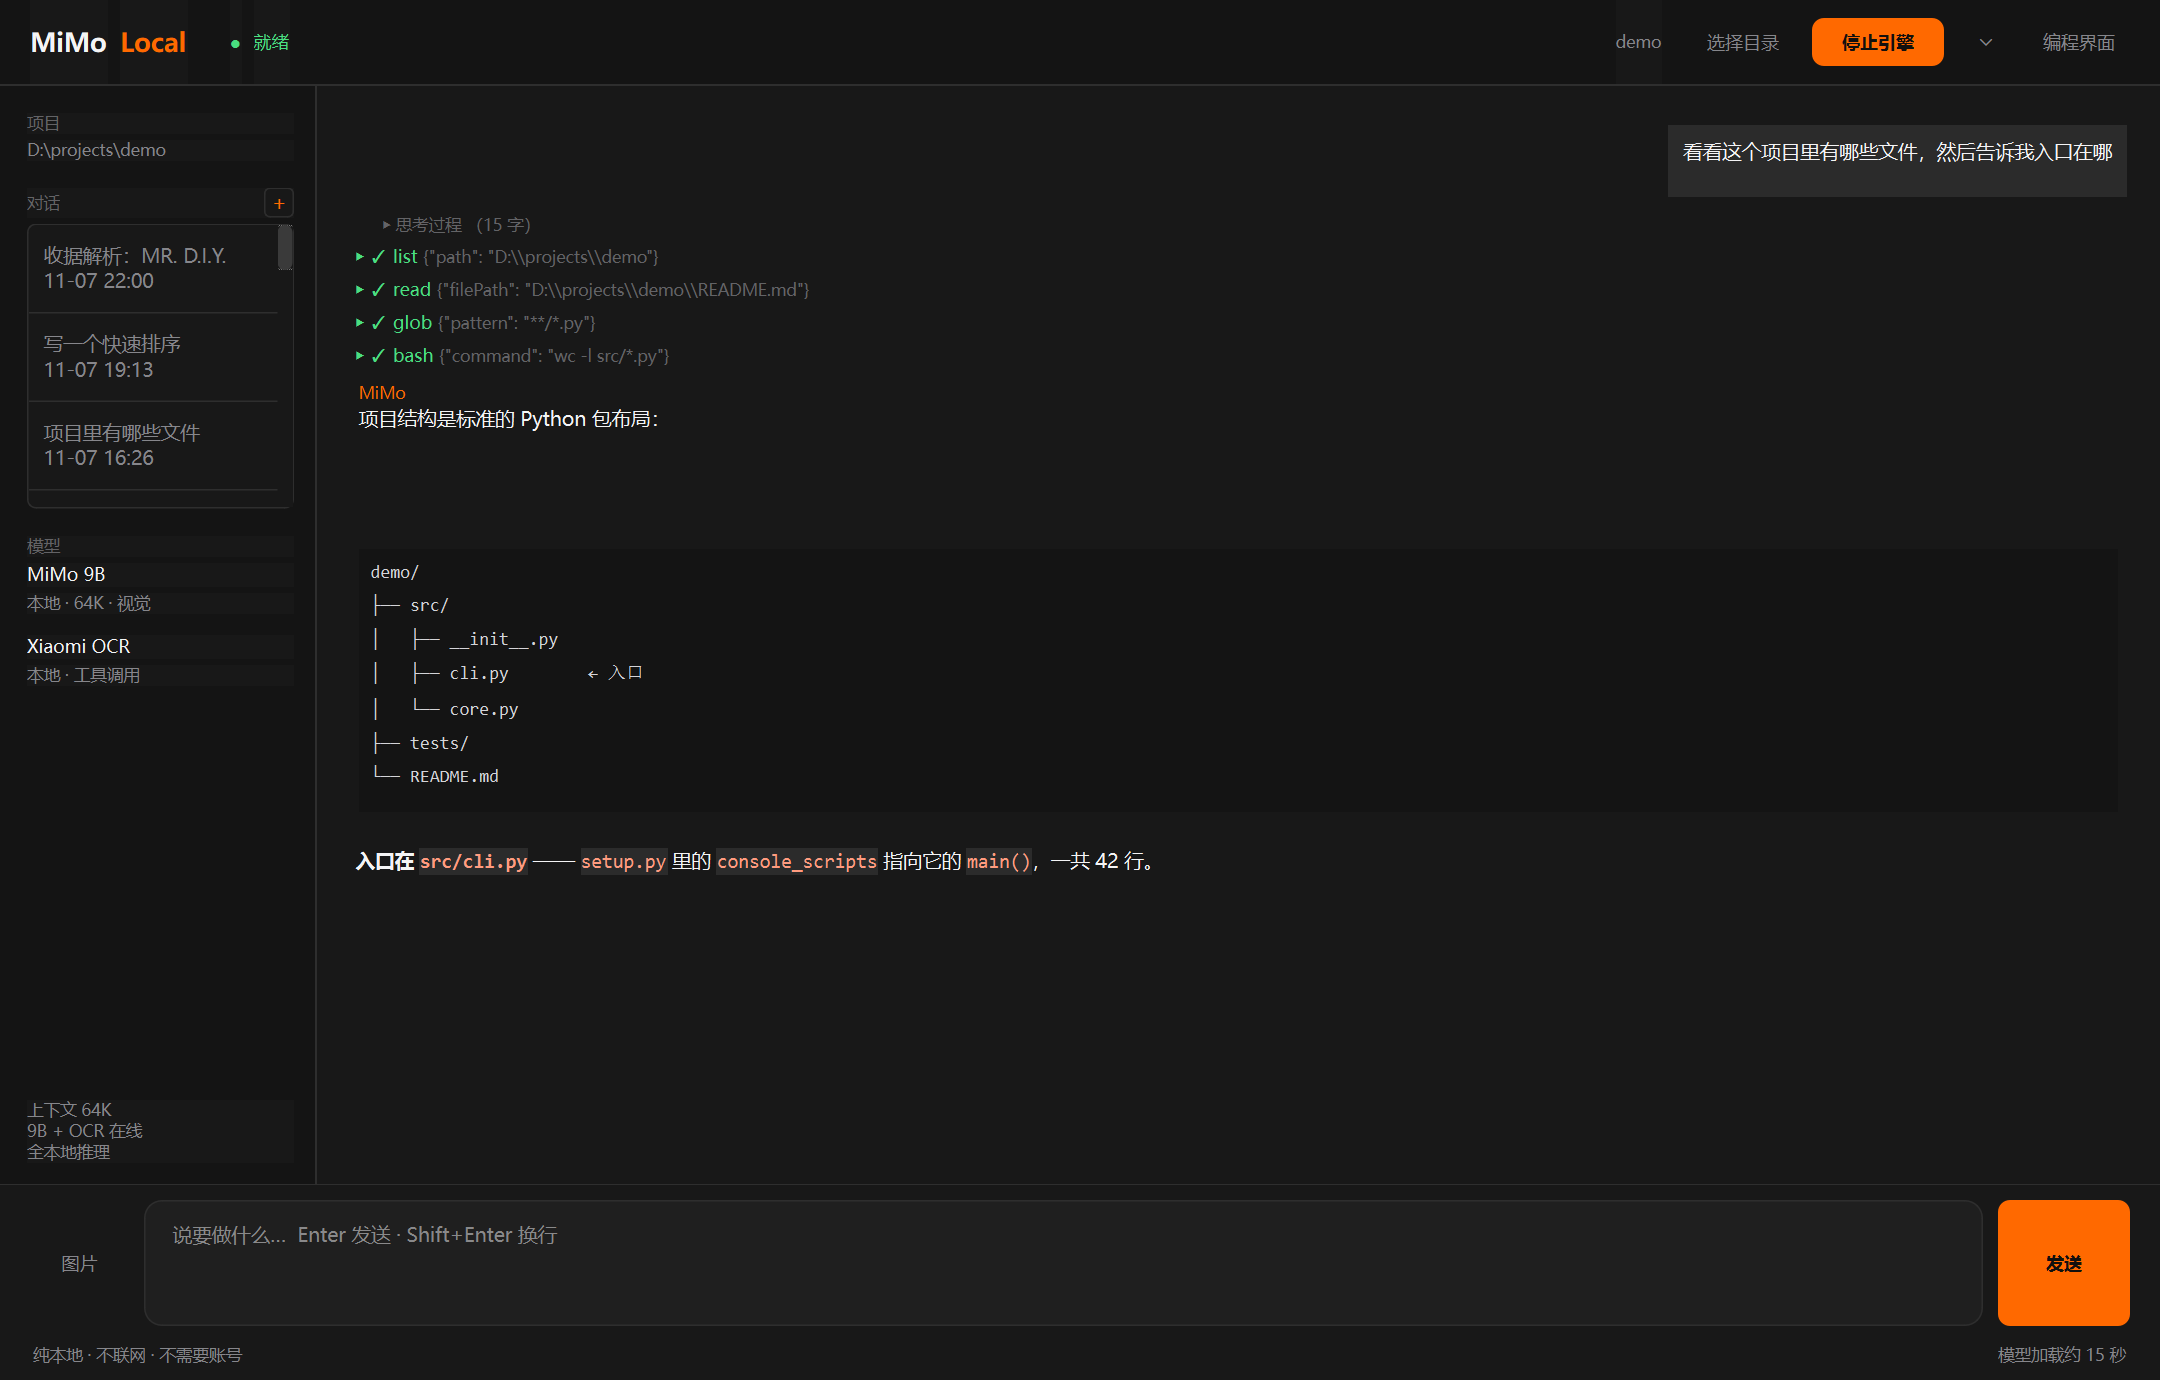 MiMo Local ● 就绪
demo 选择目录 停止引擎 编程界面
项目
D:\projects\demo
对话 +
收据解析：MR. D.I.Y.
11-07 22:00
写一个快速排序
11-07 19:13
项目里有哪些文件
11-07 16:26
模型
MiMo 9B
本地 · 64K · 视觉
Xiaomi OCR
本地 · 工具调用
上下文 64K
9B + OCR 在线
全本地推理
看看这个项目里有哪些文件，然后告诉我入口在哪
▸ 思考过程 (15 字)
▸ ✓ list {"path": "D:\\projects\\demo"}
▸ ✓ read {"filePath": "D:\\projects\\demo\\README.md"}
▸ ✓ glob {"pattern": "**/*.py"}
▸ ✓ bash {"command": "wc -l src/*.py"}
MiMo
项目结构是标准的 Python 包布局：
demo/
├── src/
│   ├── __init__.py
│   ├── cli.py        ← 入口
│   └── core.py
├── tests/
└── README.md
入口在 src/cli.py —— setup.py 里的 console_scripts 指向它的 main()，一共 42 行。
图片
说要做什么... Enter 发送 · Shift+Enter 换行
发送
纯本地 · 不联网 · 不需要账号
模型加载约 15 秒